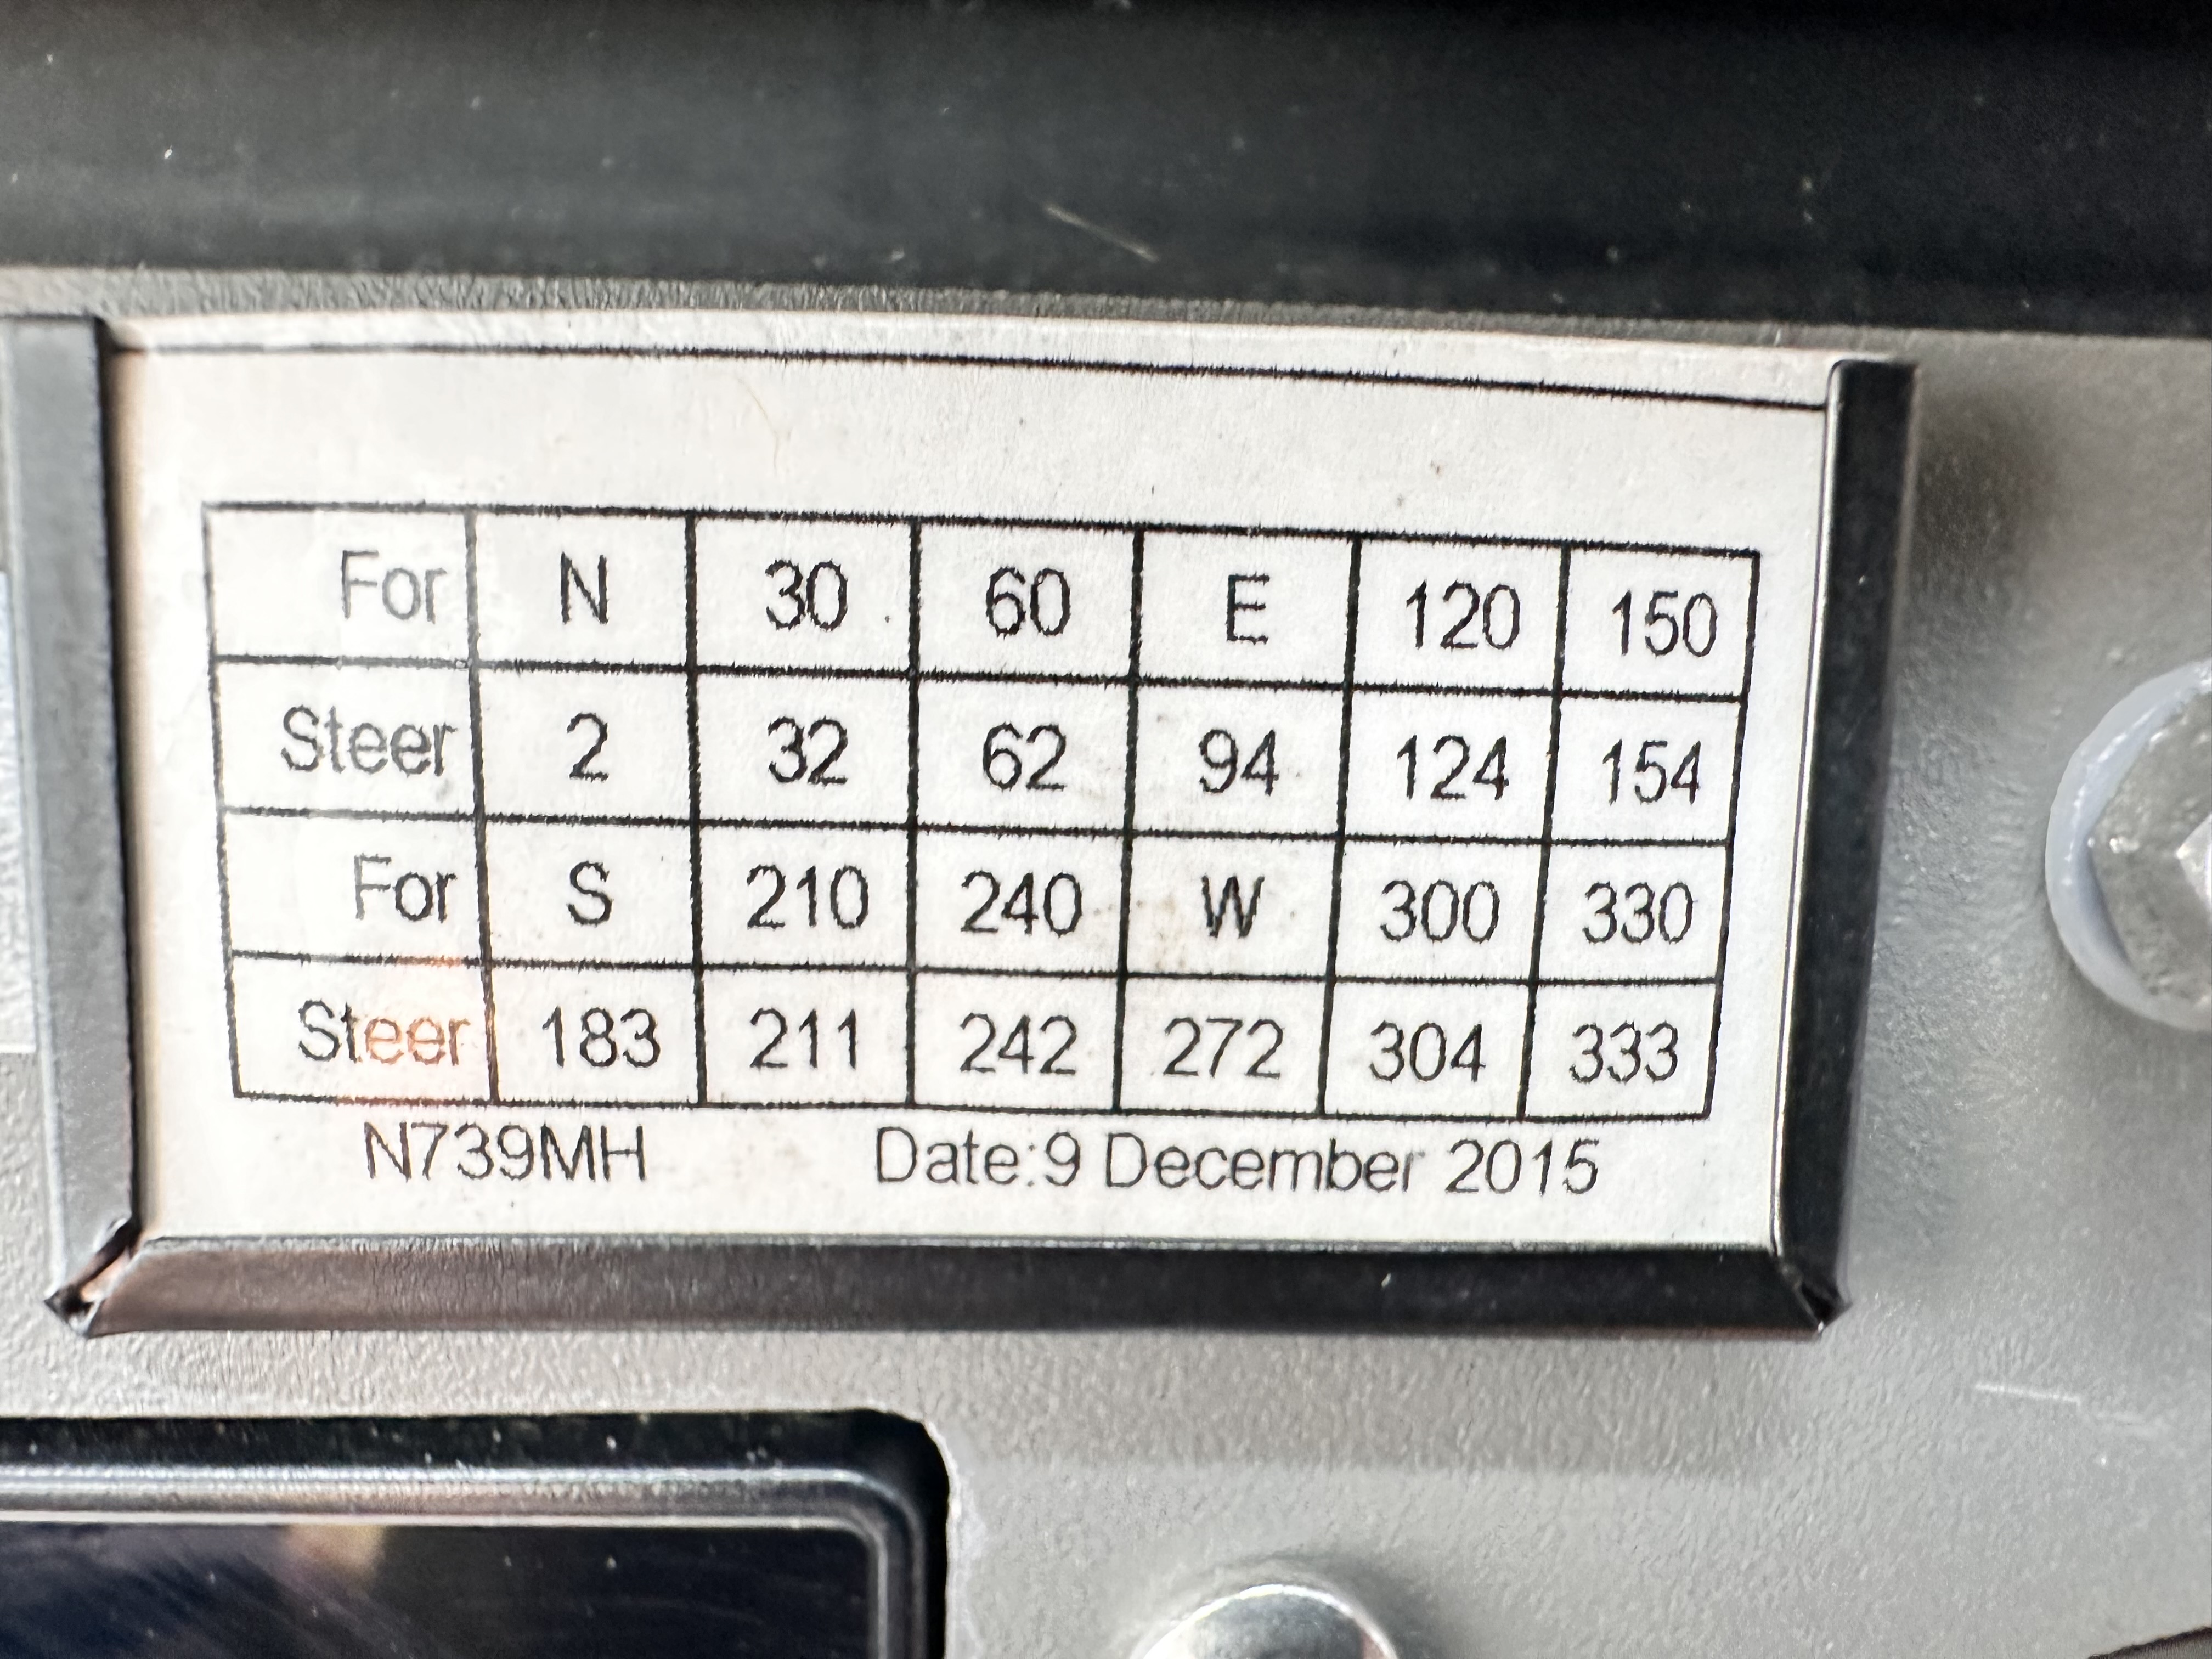 For N 30 60 E 120 150
Steer 2 32 62 94 124 154
For S 210 240 W 300 330
Steer 183 211 242 272 304 333
N739MH Date:9 December 2015